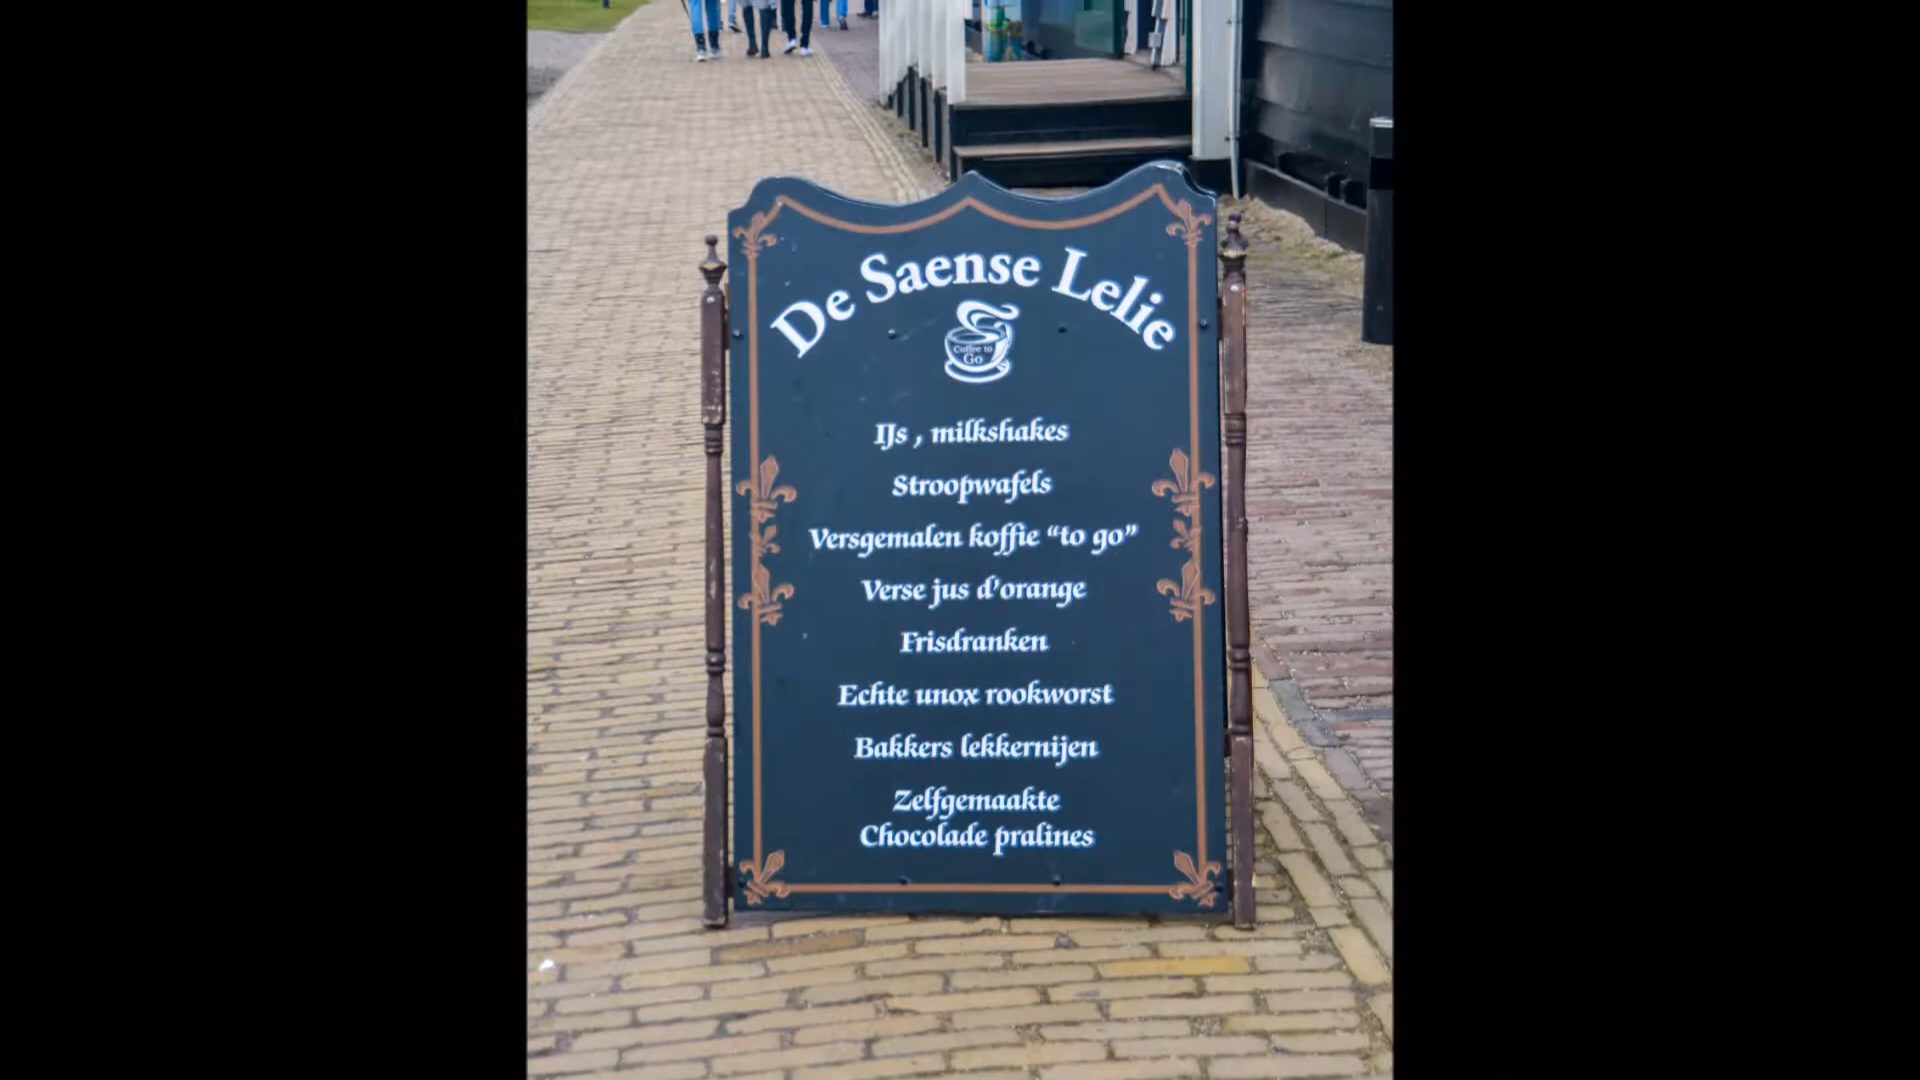 De Saense Lelie
Coffee to
Go
IJs , milkshakes
Stroopwafels
Versgemalen koffie “to go”
Verse jus d'orange
Frisdranken
Echte unox rookworst
Bakkers lekkernijen
Zelfgemaakte
Chocolade pralines